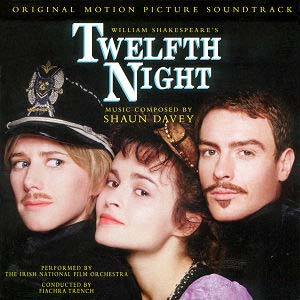 ORIGINAL MOTION PICTURE SOUNDTRACK
WILLIAM SHAKESPEARE'S
TWELFTH
NIGHT
MUSIC COMPOSED BY
SHAUN DAVEY
PERFORMED BY
THE IRISH NATIONAL FILM ORCHESTRA
CONDUCTED BY
FIACHRA TRENCH